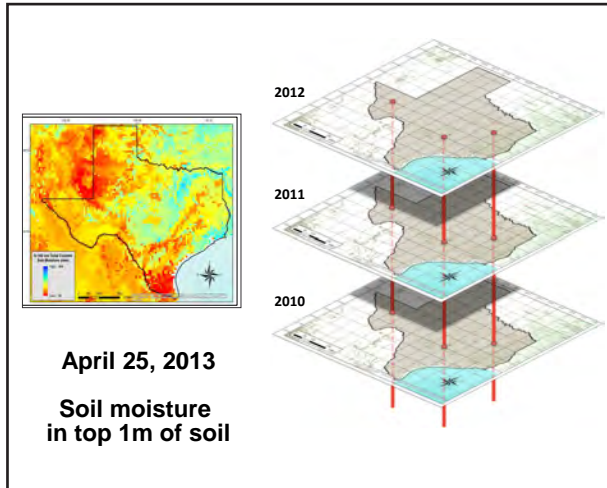 2012
2011
2010
April 25, 2013
Soil moisture
in top 1m of soil